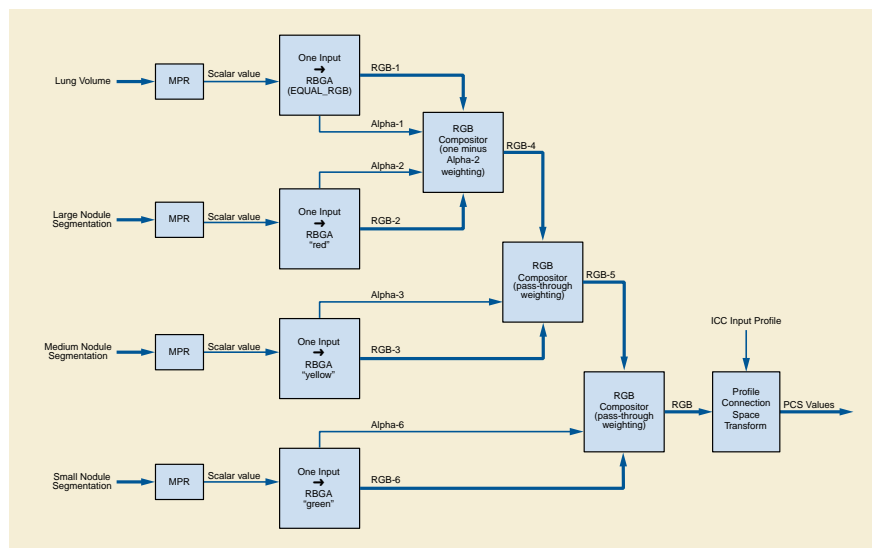 Lung Volume
MPR
Scalar value
One Input
➔
RBGA
(EQUAL_RGB)
RGB-1
Alpha-1
RGB
Compositor
(one minus
Alpha-2
weighting)
RGB-4
Alpha-2
Large Nodule
Segmentation
MPR
Scalar value
One Input
➔
RBGA
“red”
RGB-2
RGB
Compositor
(pass-through
weighting)
RGB-5
Alpha-3
Medium Nodule
Segmentation
MPR
Scalar value
One Input
➔
RBGA
“yellow”
RGB-3
ICC Input Profile
RGB
Compositor
(pass-through
weighting)
RGB
Profile
Connection
Space
Transform
PCS Values
Alpha-6
Small Nodule
Segmentation
MPR
Scalar value
One Input
➔
RBGA
“green”
RGB-6